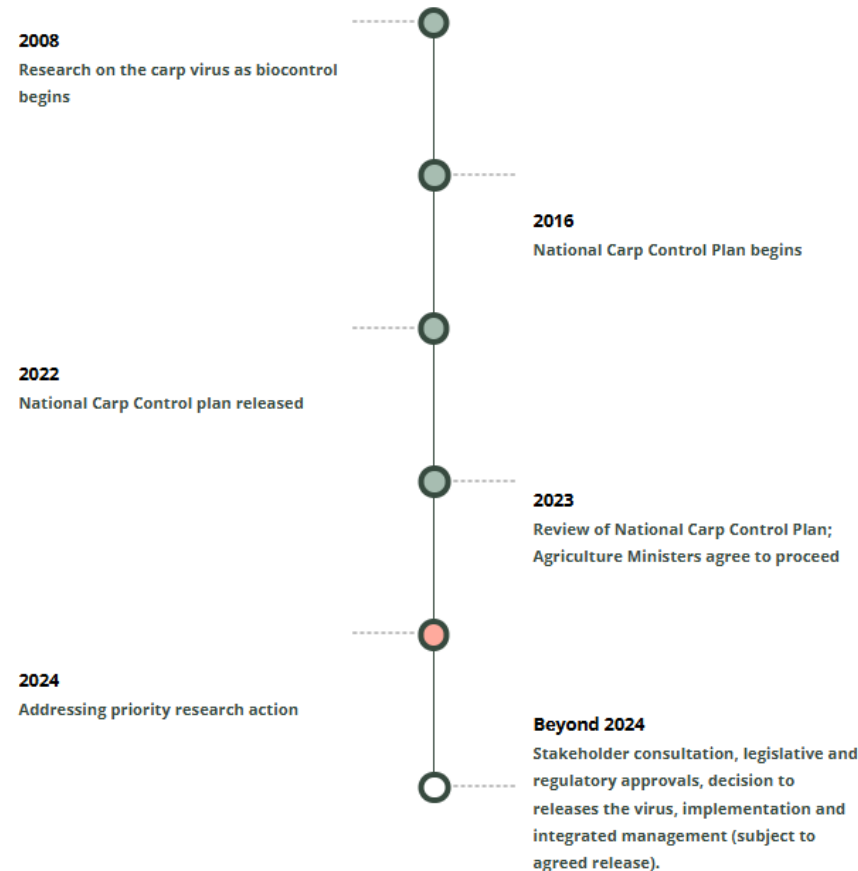 2008
Research on the carp virus as biocontrol
begins
2016
National Carp Control Plan begins
2022
National Carp Control plan released
2023
Review of National Carp Control Plan;
Agriculture Ministers agree to proceed
2024
Addressing priority research action
Beyond 2024
Stakeholder consultation, legislative and
regulatory approvals, decision to
releases the virus, implementation and
integrated management (subject to
agreed release).